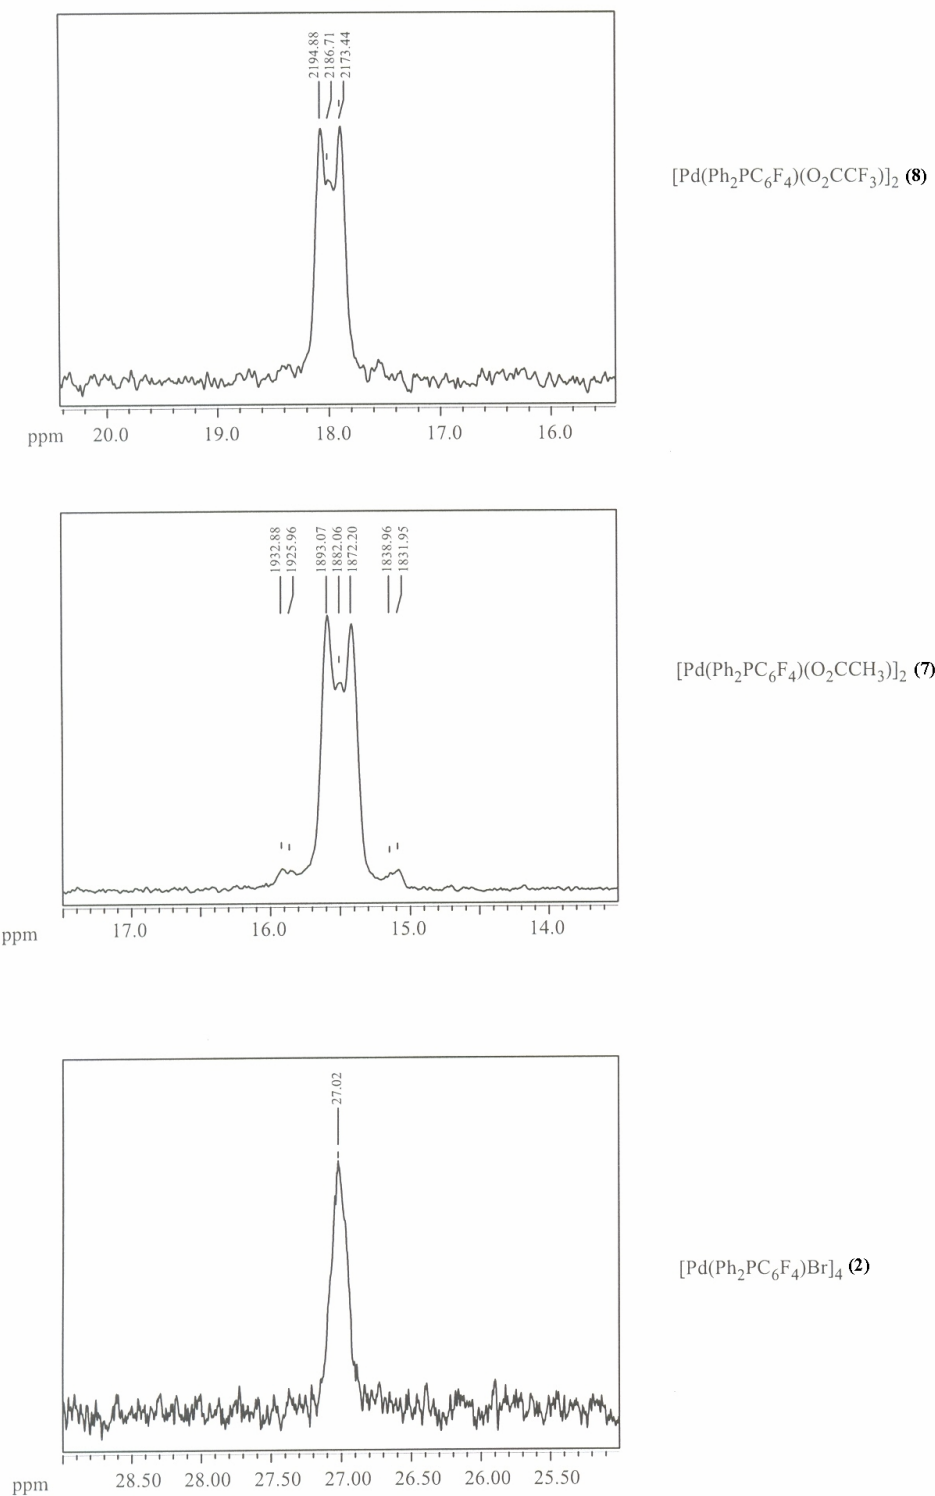 2194.88
2186.71
2173.44
[Pd(Ph2PC6F4)(O2CCF3)]2 (8)
ppm 20.0 19.0 18.0 17.0 16.0
1932.88
1925.96
1893.07
1882.06
1872.20
1838.96
1831.95
[Pd(Ph2PC6F4)(O2CCH3)]2 (7)
ppm 17.0 16.0 15.0 14.0
27.02
[Pd(Ph2PC6F4)Br]4 (2)
ppm 28.50 28.00 27.50 27.00 26.50 26.00 25.50